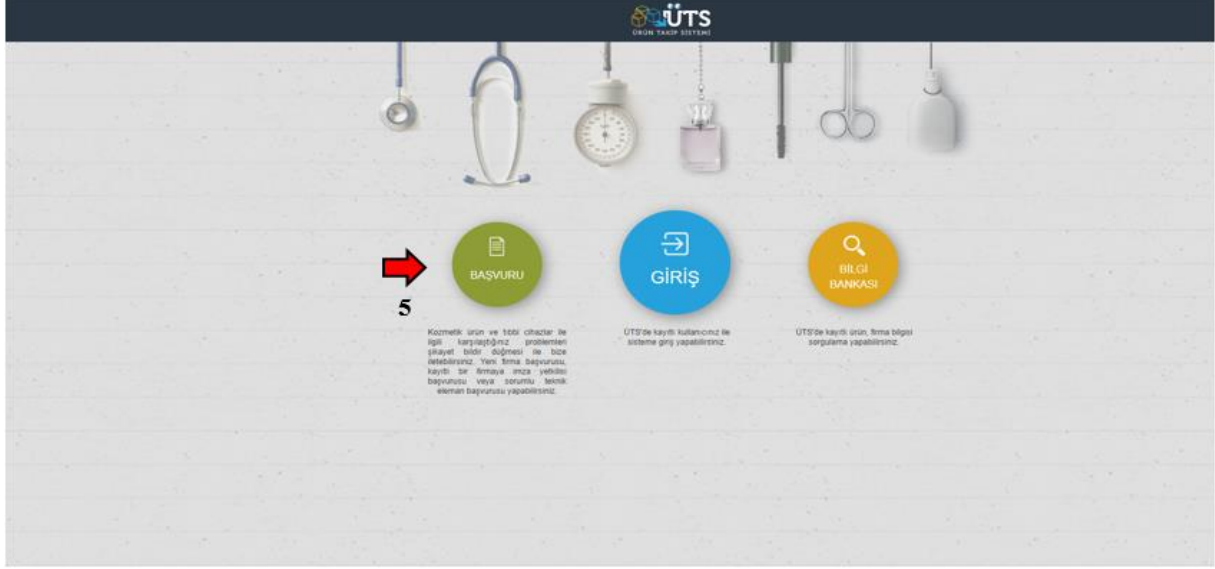 ÜTS
ÜRÜN TAKİP SİSTEMİ
BAŞVURU
GİRİŞ
BİLGİ
BANKASI
5
Kozmetik ürün ve tıbbi cihazlar ile
ilgili karşılaştığınız problemleri
şikayet bildir düğmesi ile bize
iletebilirsiniz. Yeni firma başvurusu,
kayıtlı bir firmaya imza yetkilisi
başvurusu veya sorumlu teknik
eleman başvurusu yapabilirsiniz.
ÜTS'de kayıtlı kullanıcınız ile
sisteme giriş yapabilirsiniz.
ÜTS'de kayıtlı ürün, firma bilgisi
sorgulama yapabilirsiniz.